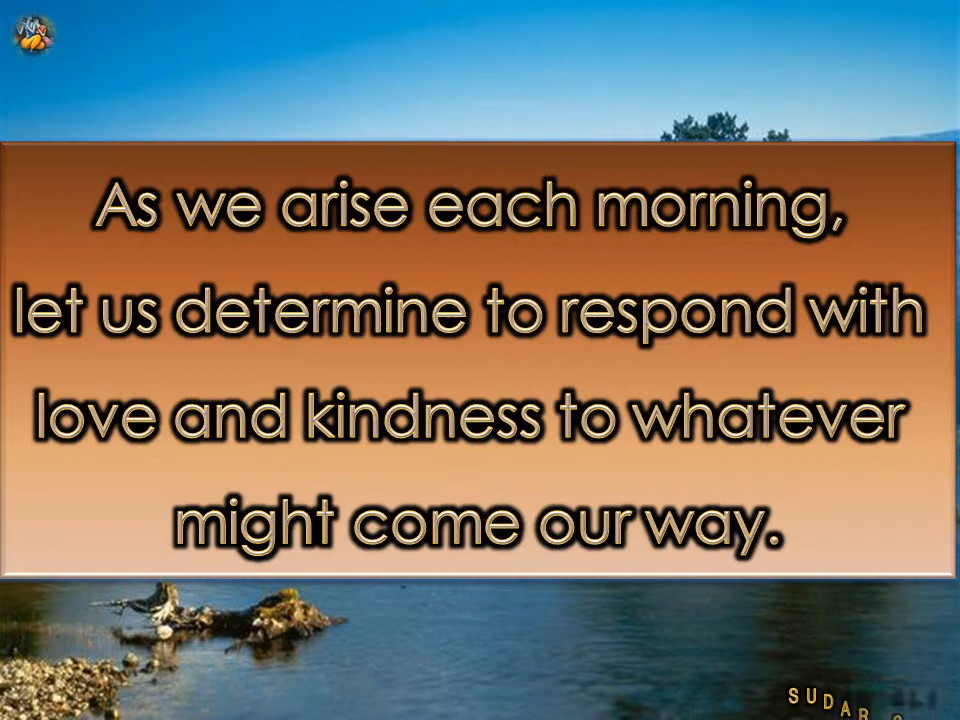 As we arise each morning,
let us determine to respond with
love and kindness to whatever
might come our way.